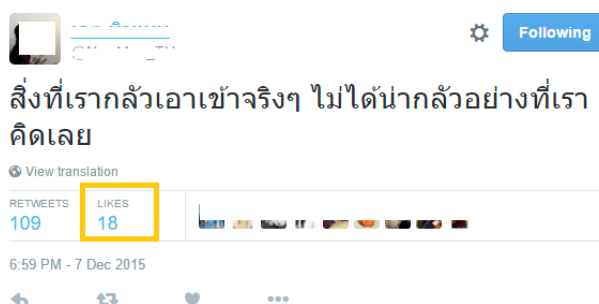 Following
สิ่งที่เรากลัวเอาเข้าจริงๆ ไม่ได้น่ากลัวอย่างที่เรา
คิดเลย
View translation
RETWEETS LIKES
109 18
6:59 PM - 7 Dec 2015